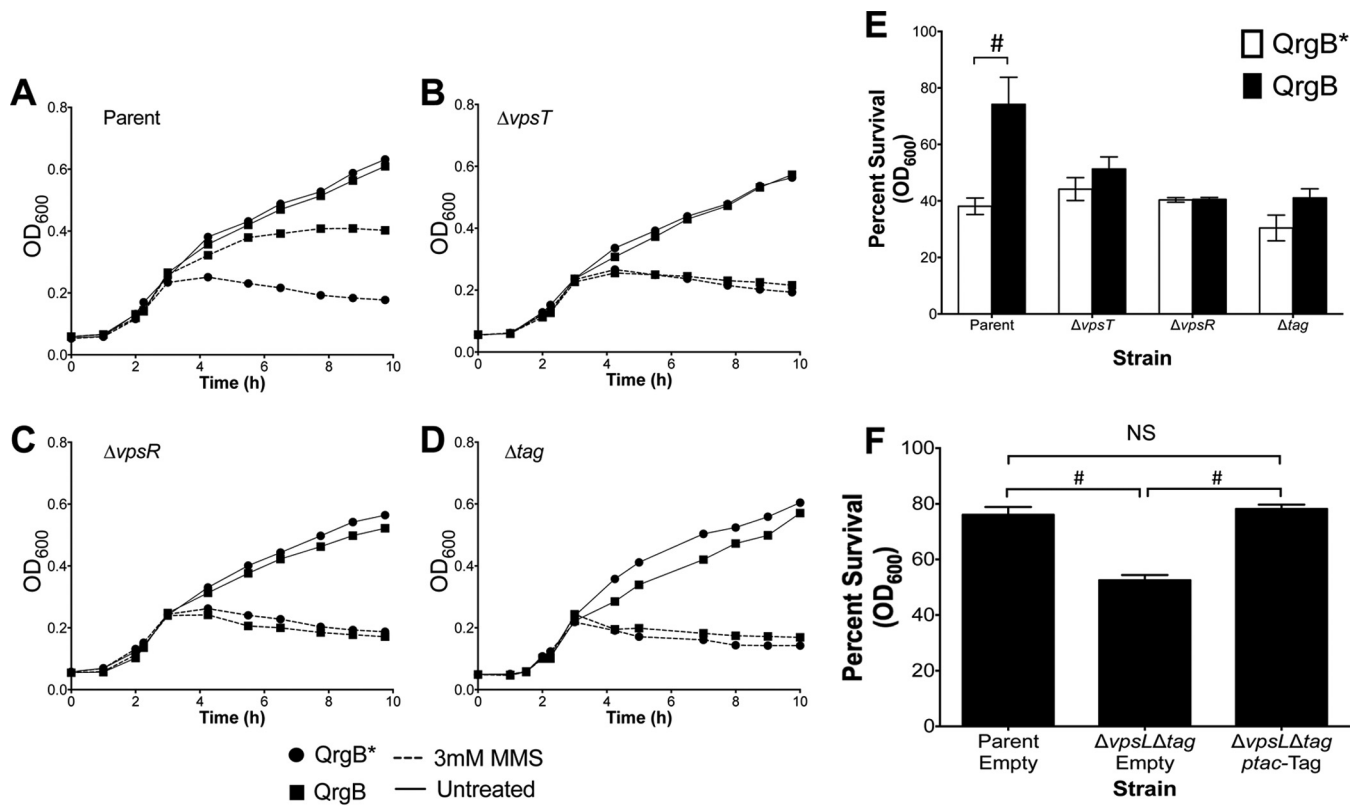 A
Parent
OD600
0.8
0.6
0.4
0.2
0.0
0 2 4 6 8 10
Time (h)
B
ΔvpsT
OD600
0.8
0.6
0.4
0.2
0.0
0 2 4 6 8 10
Time (h)
C
ΔvpsR
OD600
0.8
0.6
0.4
0.2
0.0
0 2 4 6 8 10
Time (h)
D
Δtag
OD600
0.8
0.6
0.4
0.2
0.0
0 2 4 6 8 10
Time (h)
QrgB* 3mM MMS
QrgB Untreated
E
Percent Survival
(OD600)
100
80
60
40
20
0
#
QrgB*
QrgB
Parent ΔvpsT ΔvpsR Δtag
Strain
F
Percent Survival
(OD600)
100
80
60
40
80
0
NS
# #
Parent ΔvpsLΔtag ΔvpsLΔtag
Empty Empty ptac-Tag
Strain